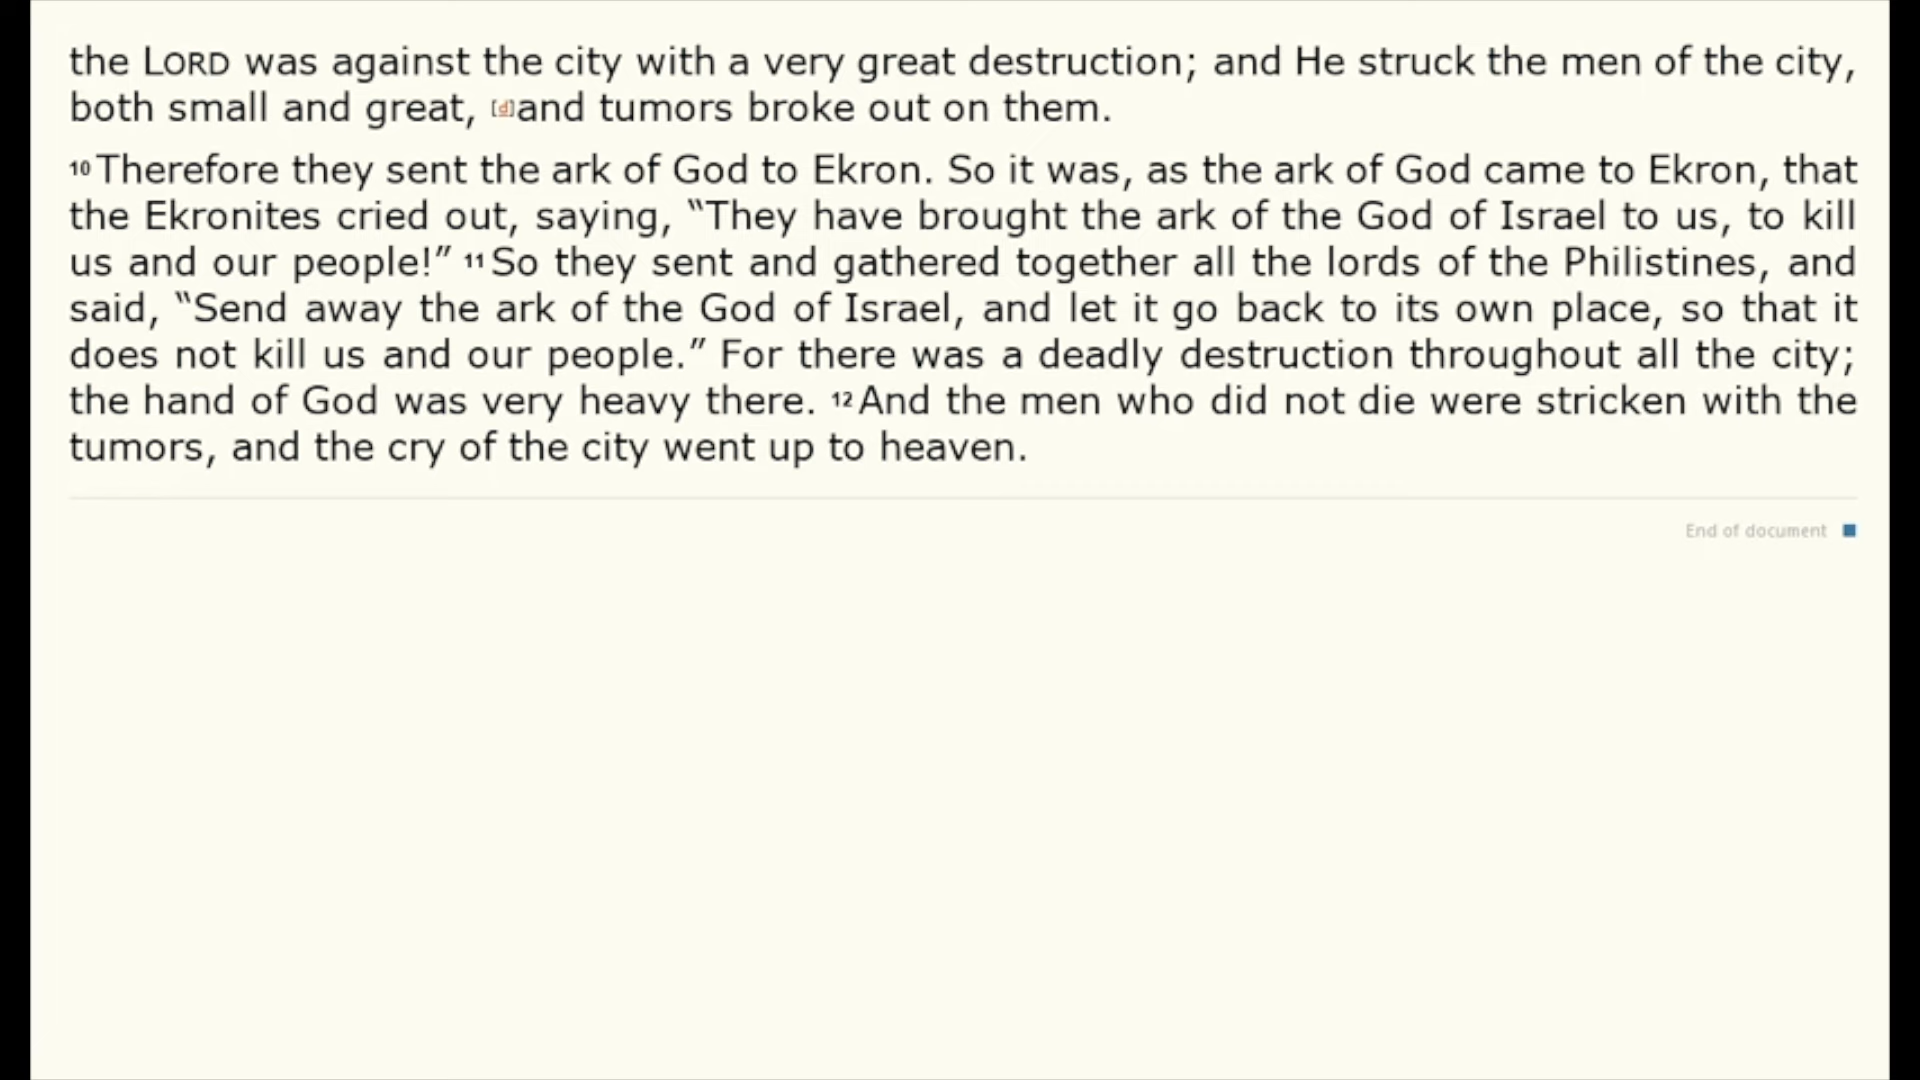 the LORD was against the city with a very great destruction; and He struck the men of the city,
both small and great, [d]and tumors broke out on them.
10 Therefore they sent the ark of God to Ekron. So it was, as the ark of God came to Ekron, that
the Ekronites cried out, saying, “They have brought the ark of the God of Israel to us, to kill
us and our people!” 11 So they sent and gathered together all the lords of the Philistines, and
said, “Send away the ark of the God of Israel, and let it go back to its own place, so that it
does not kill us and our people.” For there was a deadly destruction throughout all the city;
the hand of God was very heavy there. 12 And the men who did not die were stricken with the
tumors, and the cry of the city went up to heaven.
End of document